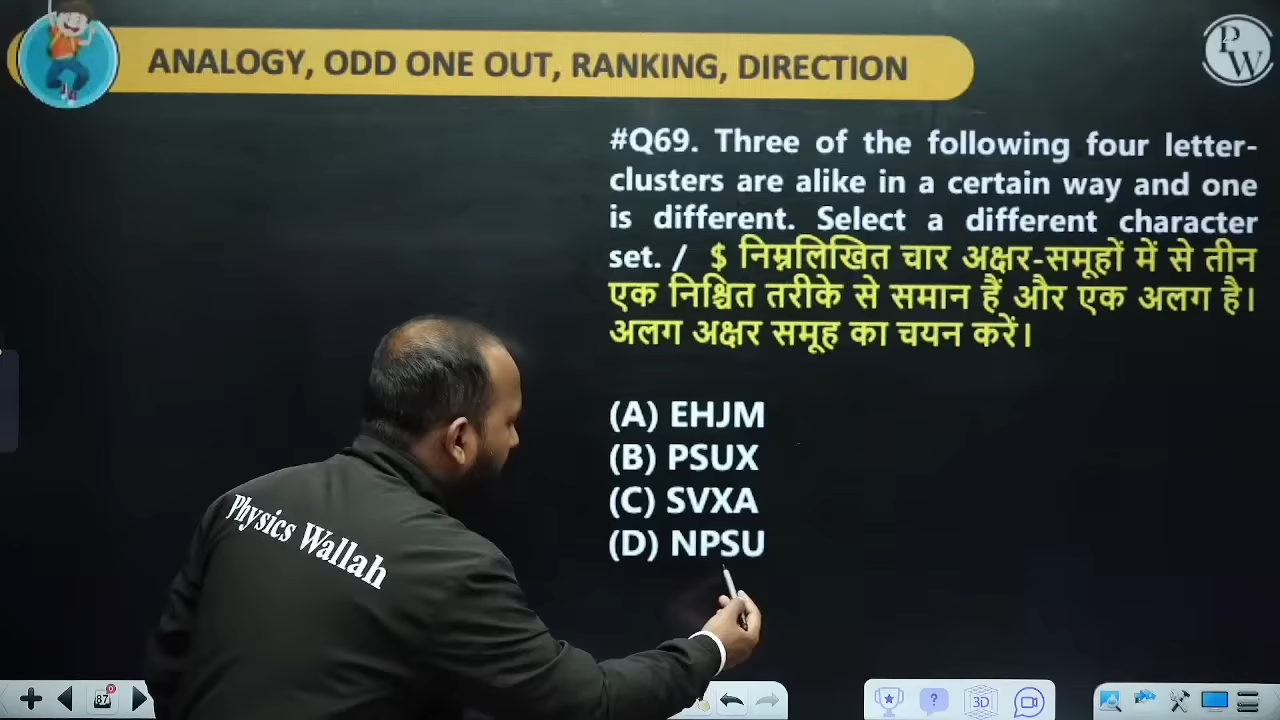 ANALOGY, ODD ONE OUT, RANKING, DIRECTION
PW
#Q69. Three of the following four letter-
clusters are alike in a certain way and one
is different. Select a different character
set. / $ निम्नलिखित चार अक्षर-समूहों में से तीन
एक निश्चित तरीके से समान हैं और एक अलग है।
अलग अक्षर समूह का चयन करें।
(A) EHJM
(B) PSUX
(C) SVXA
(D) NPSU
Physics Wallah
87
3D